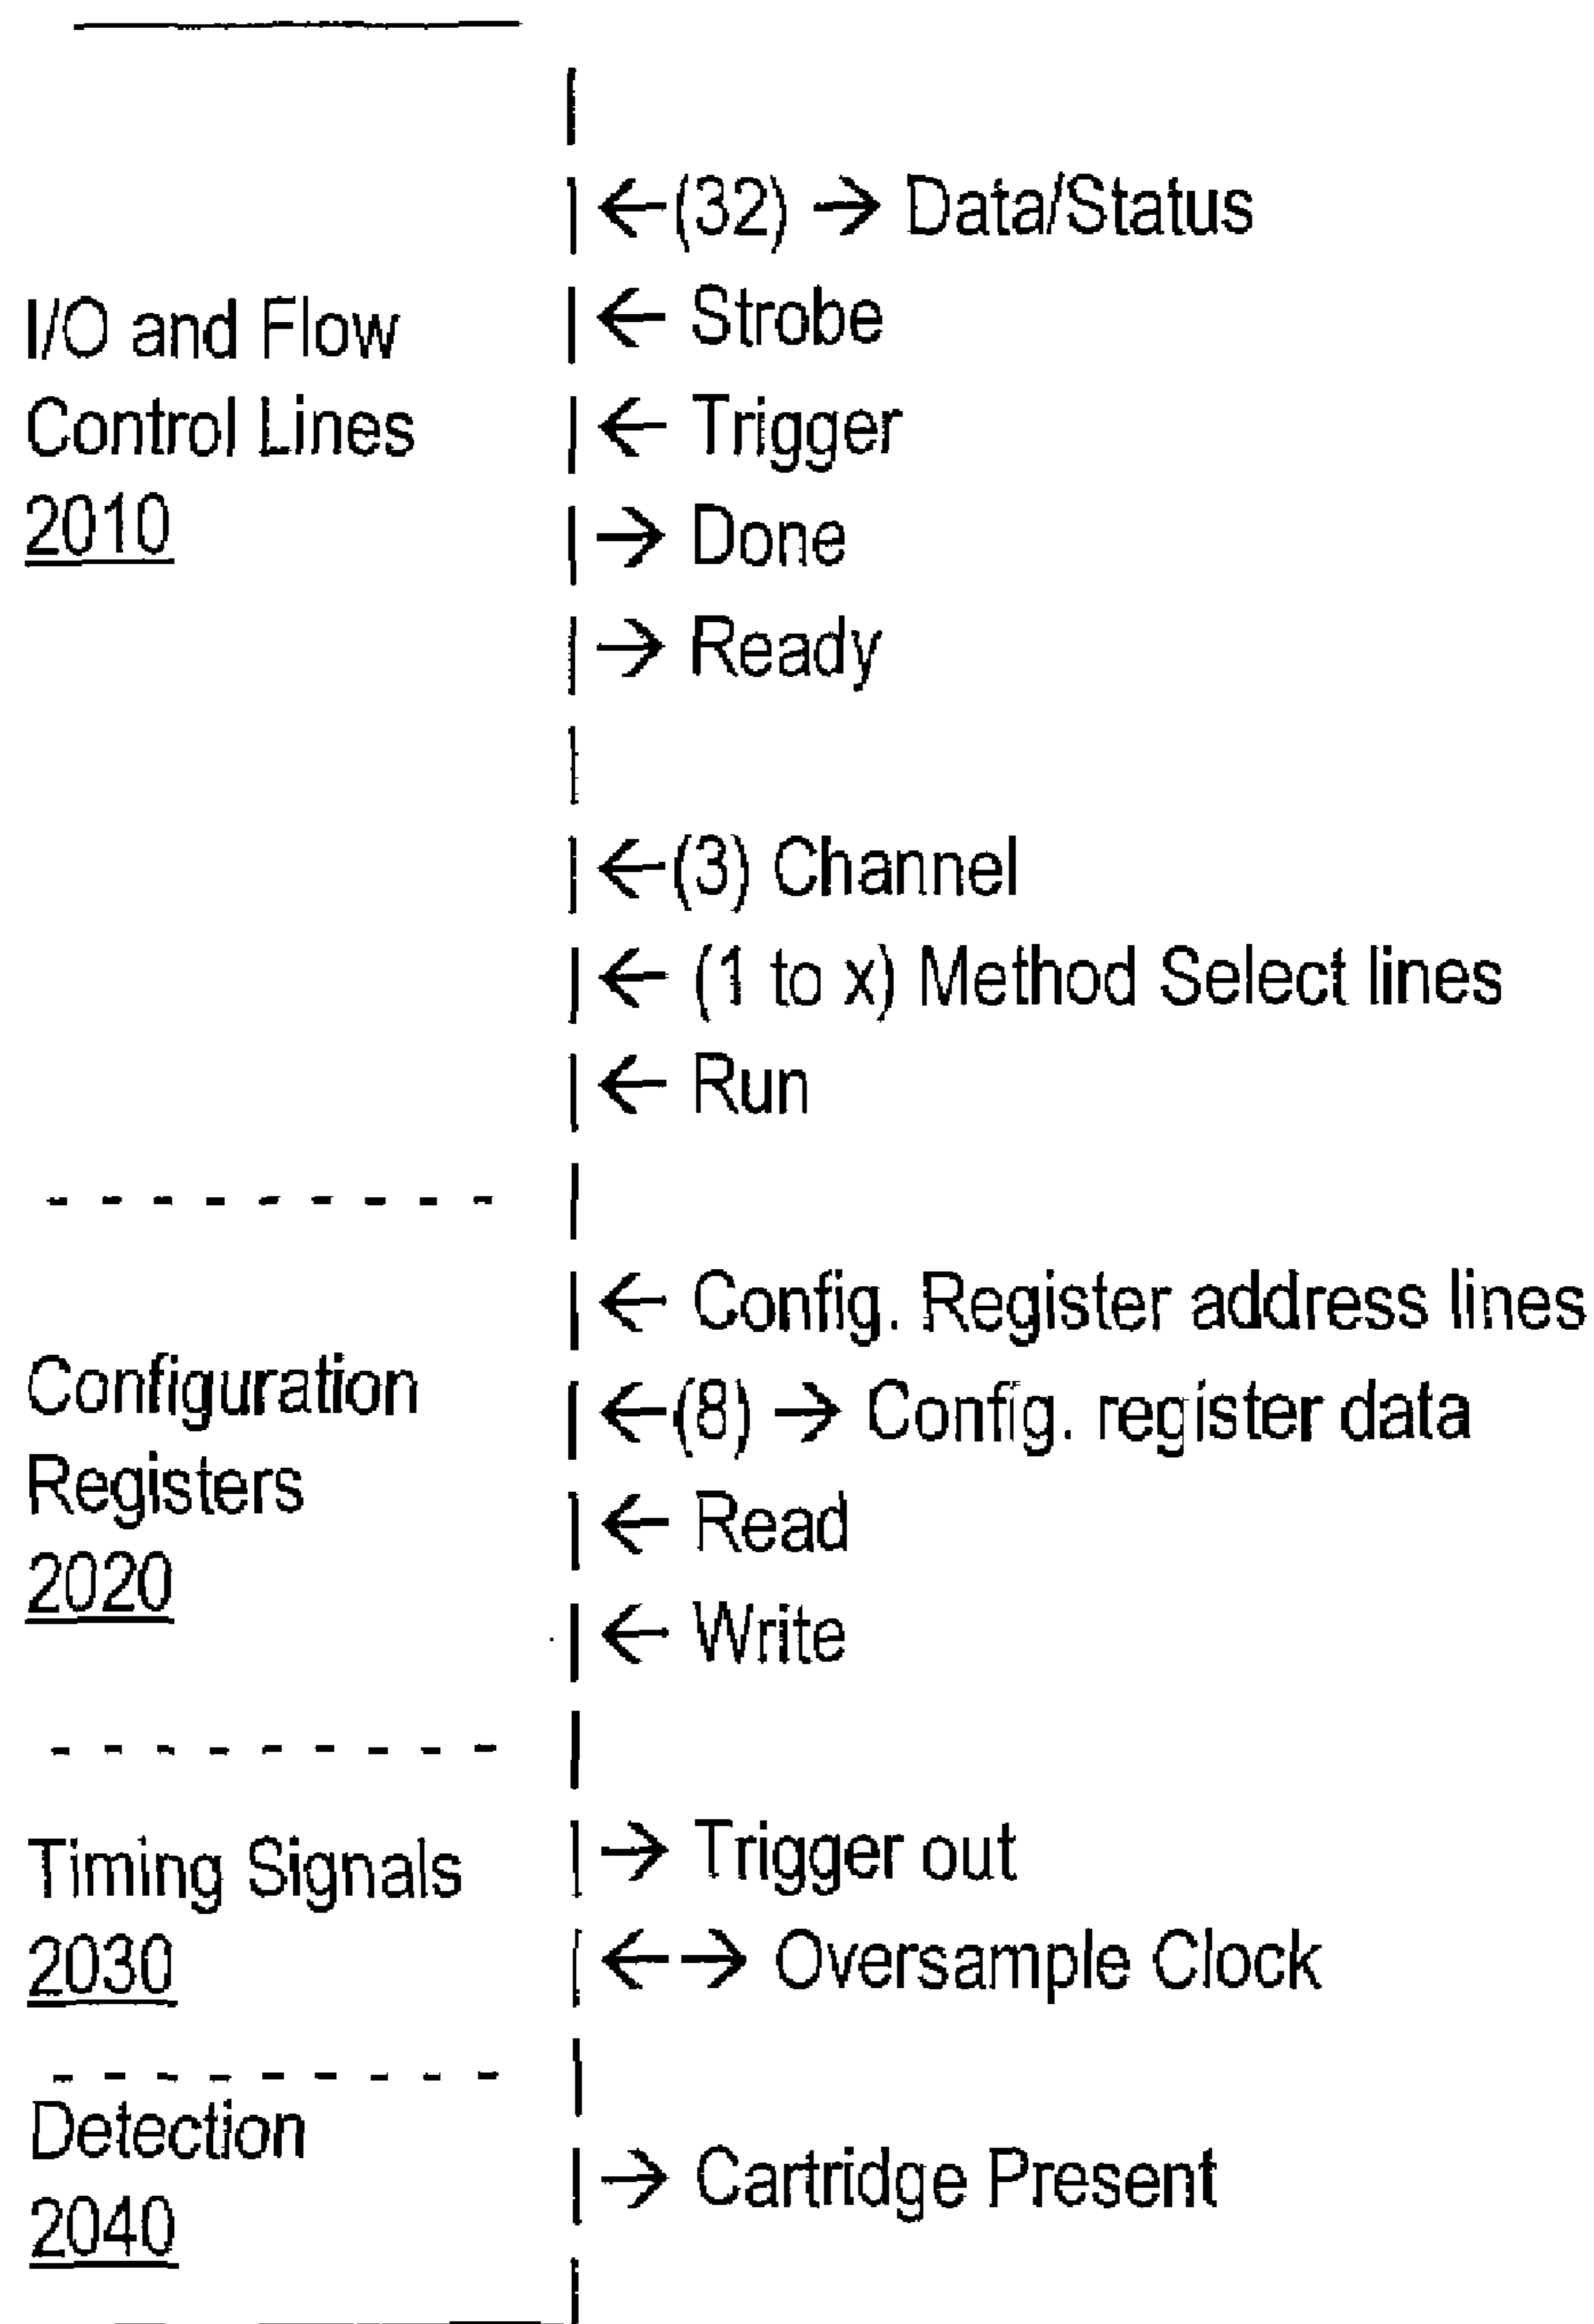 ←(32) → Data/Status
I/O and Flow
← Strobe
Control Lines
← Trigger
2010
→ Done
→ Ready
←(3) Channel
← (1 to x) Method Select lines
← Run
← Config. Register address lines
Configuration
←(8) → Config. register data
Registers
← Read
2020
← Write
Timing Signals
→ Trigger out
2030
←→ Oversample Clock
Detection
→ Cartridge Present
2040